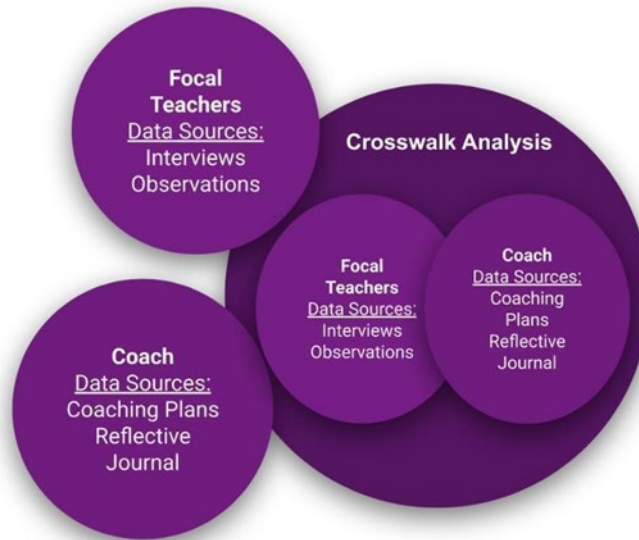 Focal
Teachers
Data Sources:
Interviews
Observations
Crosswalk Analysis
Focal
Teachers
Data Sources:
Interviews
Observations
Coach
Data Sources:
Coaching
Plans
Reflective
Journal
Coach
Data Sources:
Coaching Plans
Reflective
Journal